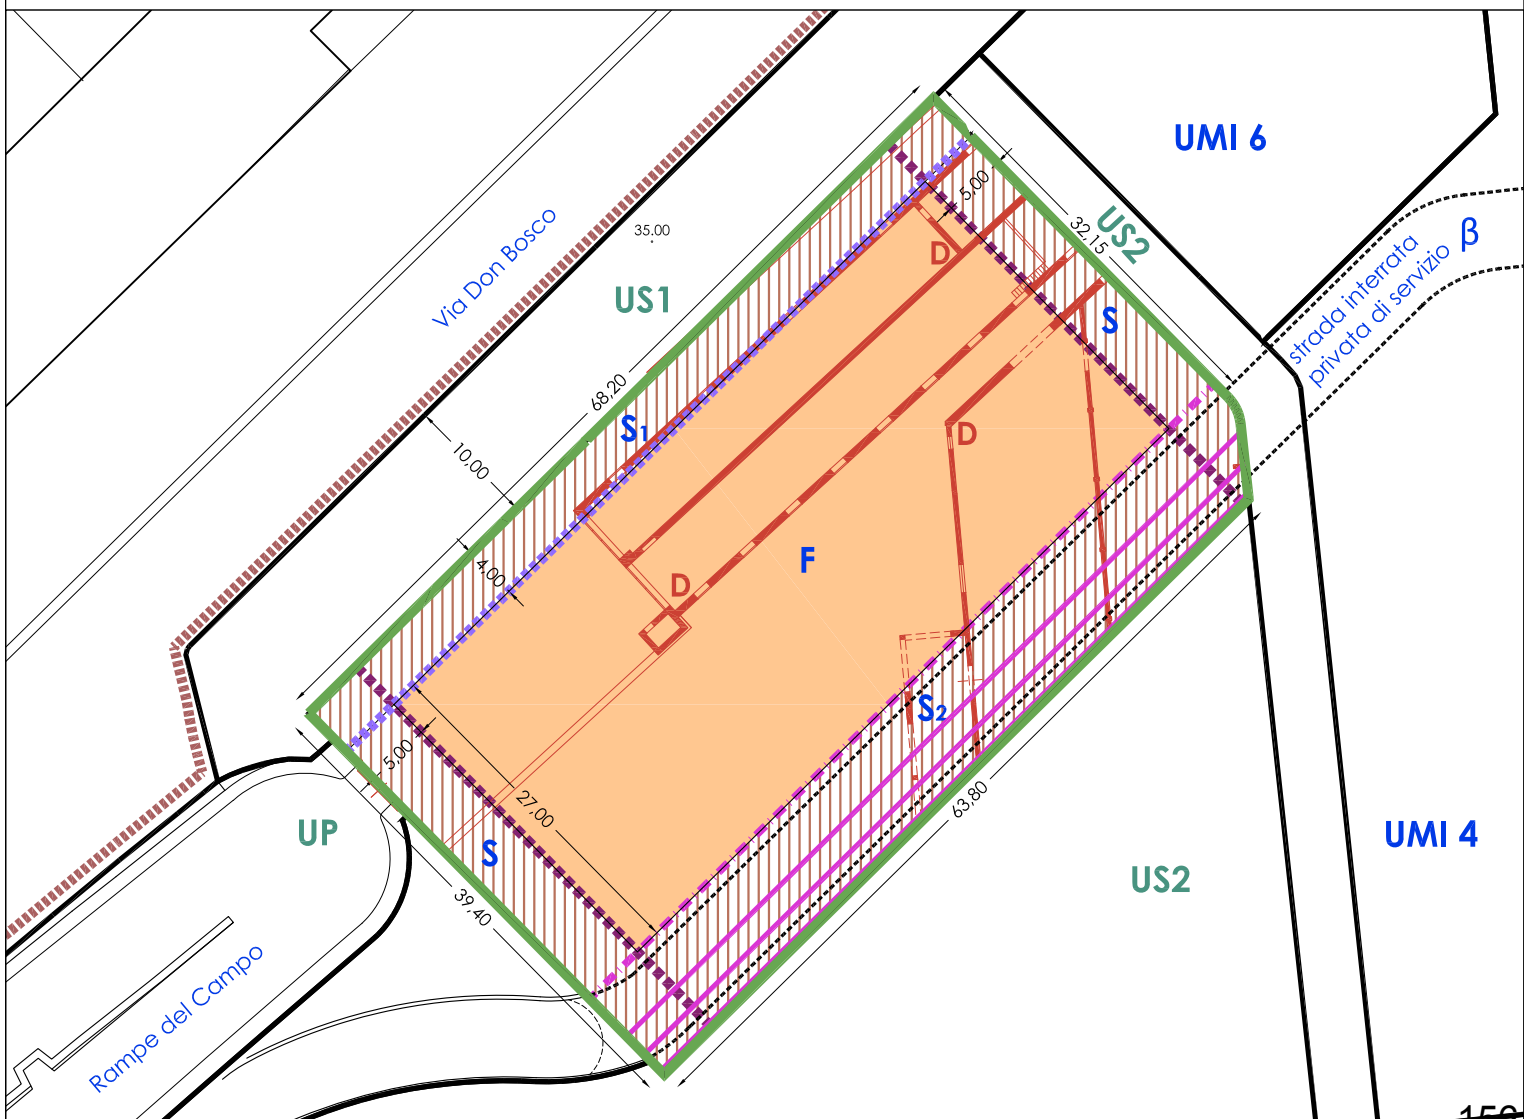 UMI 6
5,00
US2
32,15
β
strada interrata
privata di servizio
Via Don Bosco
35.00
US1
D
S
68,20
S1
D
10,00
F
4,00
D
S2
5,00
27,00
63,80
UP
UMI 4
S
US2
39,40
Rampe del Campo